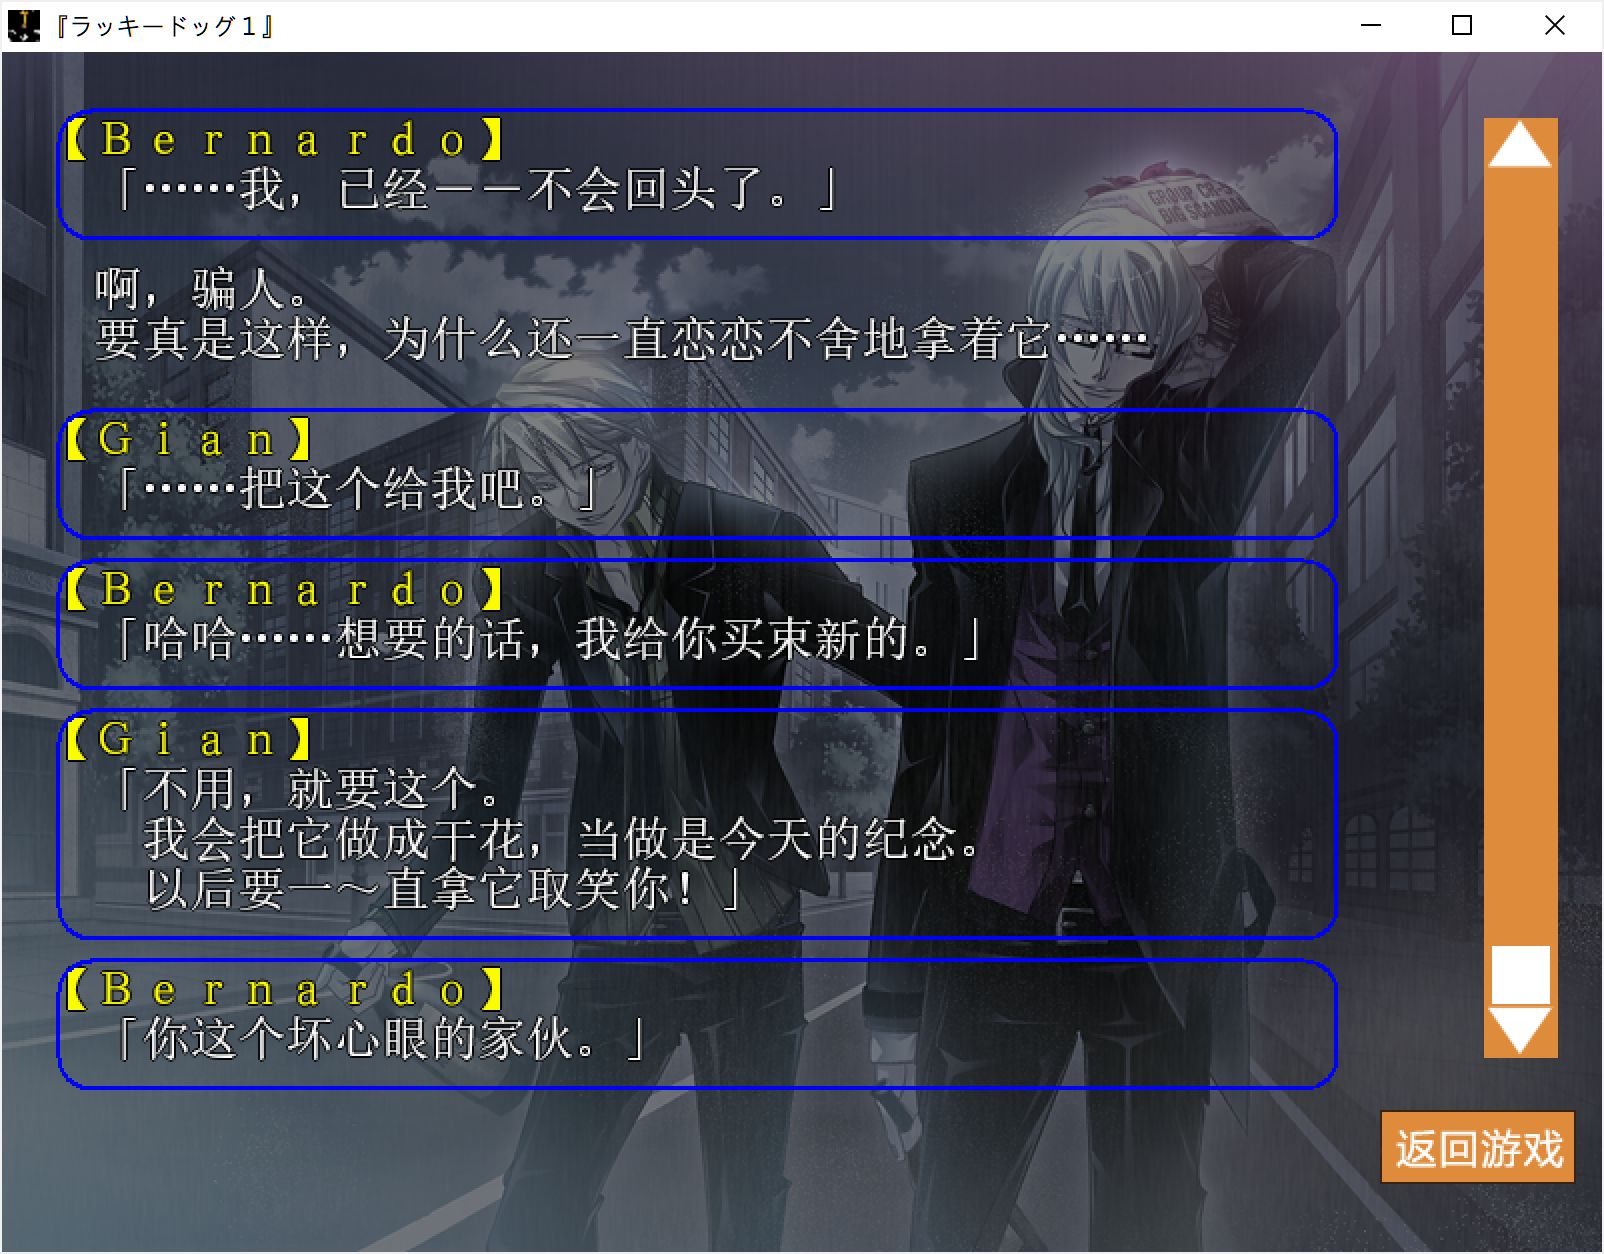 『ラッキードッグ１』
【Ｂｅｒｎａｒｄｏ】
「……我，已经－－不会回头了。」
GROUP CR-5
BIG SCANDAL
啊，骗人。
要真是这样，为什么还一直恋恋不舍地拿着它……
【Ｇｉａｎ】
「……把这个给我吧。」
【Ｂｅｒｎａｒｄｏ】
「哈哈……想要的话，我给你买束新的。」
【Ｇｉａｎ】
「不用，就要这个。
我会把它做成干花，当做是今天的纪念。
以后要一～直拿它取笑你！」
【Ｂｅｒｎａｒｄｏ】
「你这个坏心眼的家伙。」
返回游戏